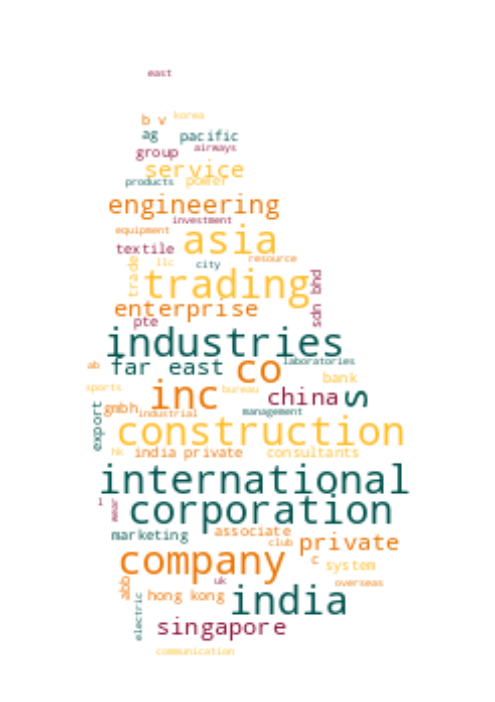 east
b v korea
ag pacific
group airways
service
products power
engineering
investment
equipment asia
textile
llc city resource
trade trading sdn bhd
enterprise
pte
industries
ab far east co laboratories
bank
sports inc bureau china s
gmbh industrial management
export construction
hk india private consultants
international
l wear corporation
marketing associate
club private
company c system
abb uk overseas
electric hong kong india
singapore
communication